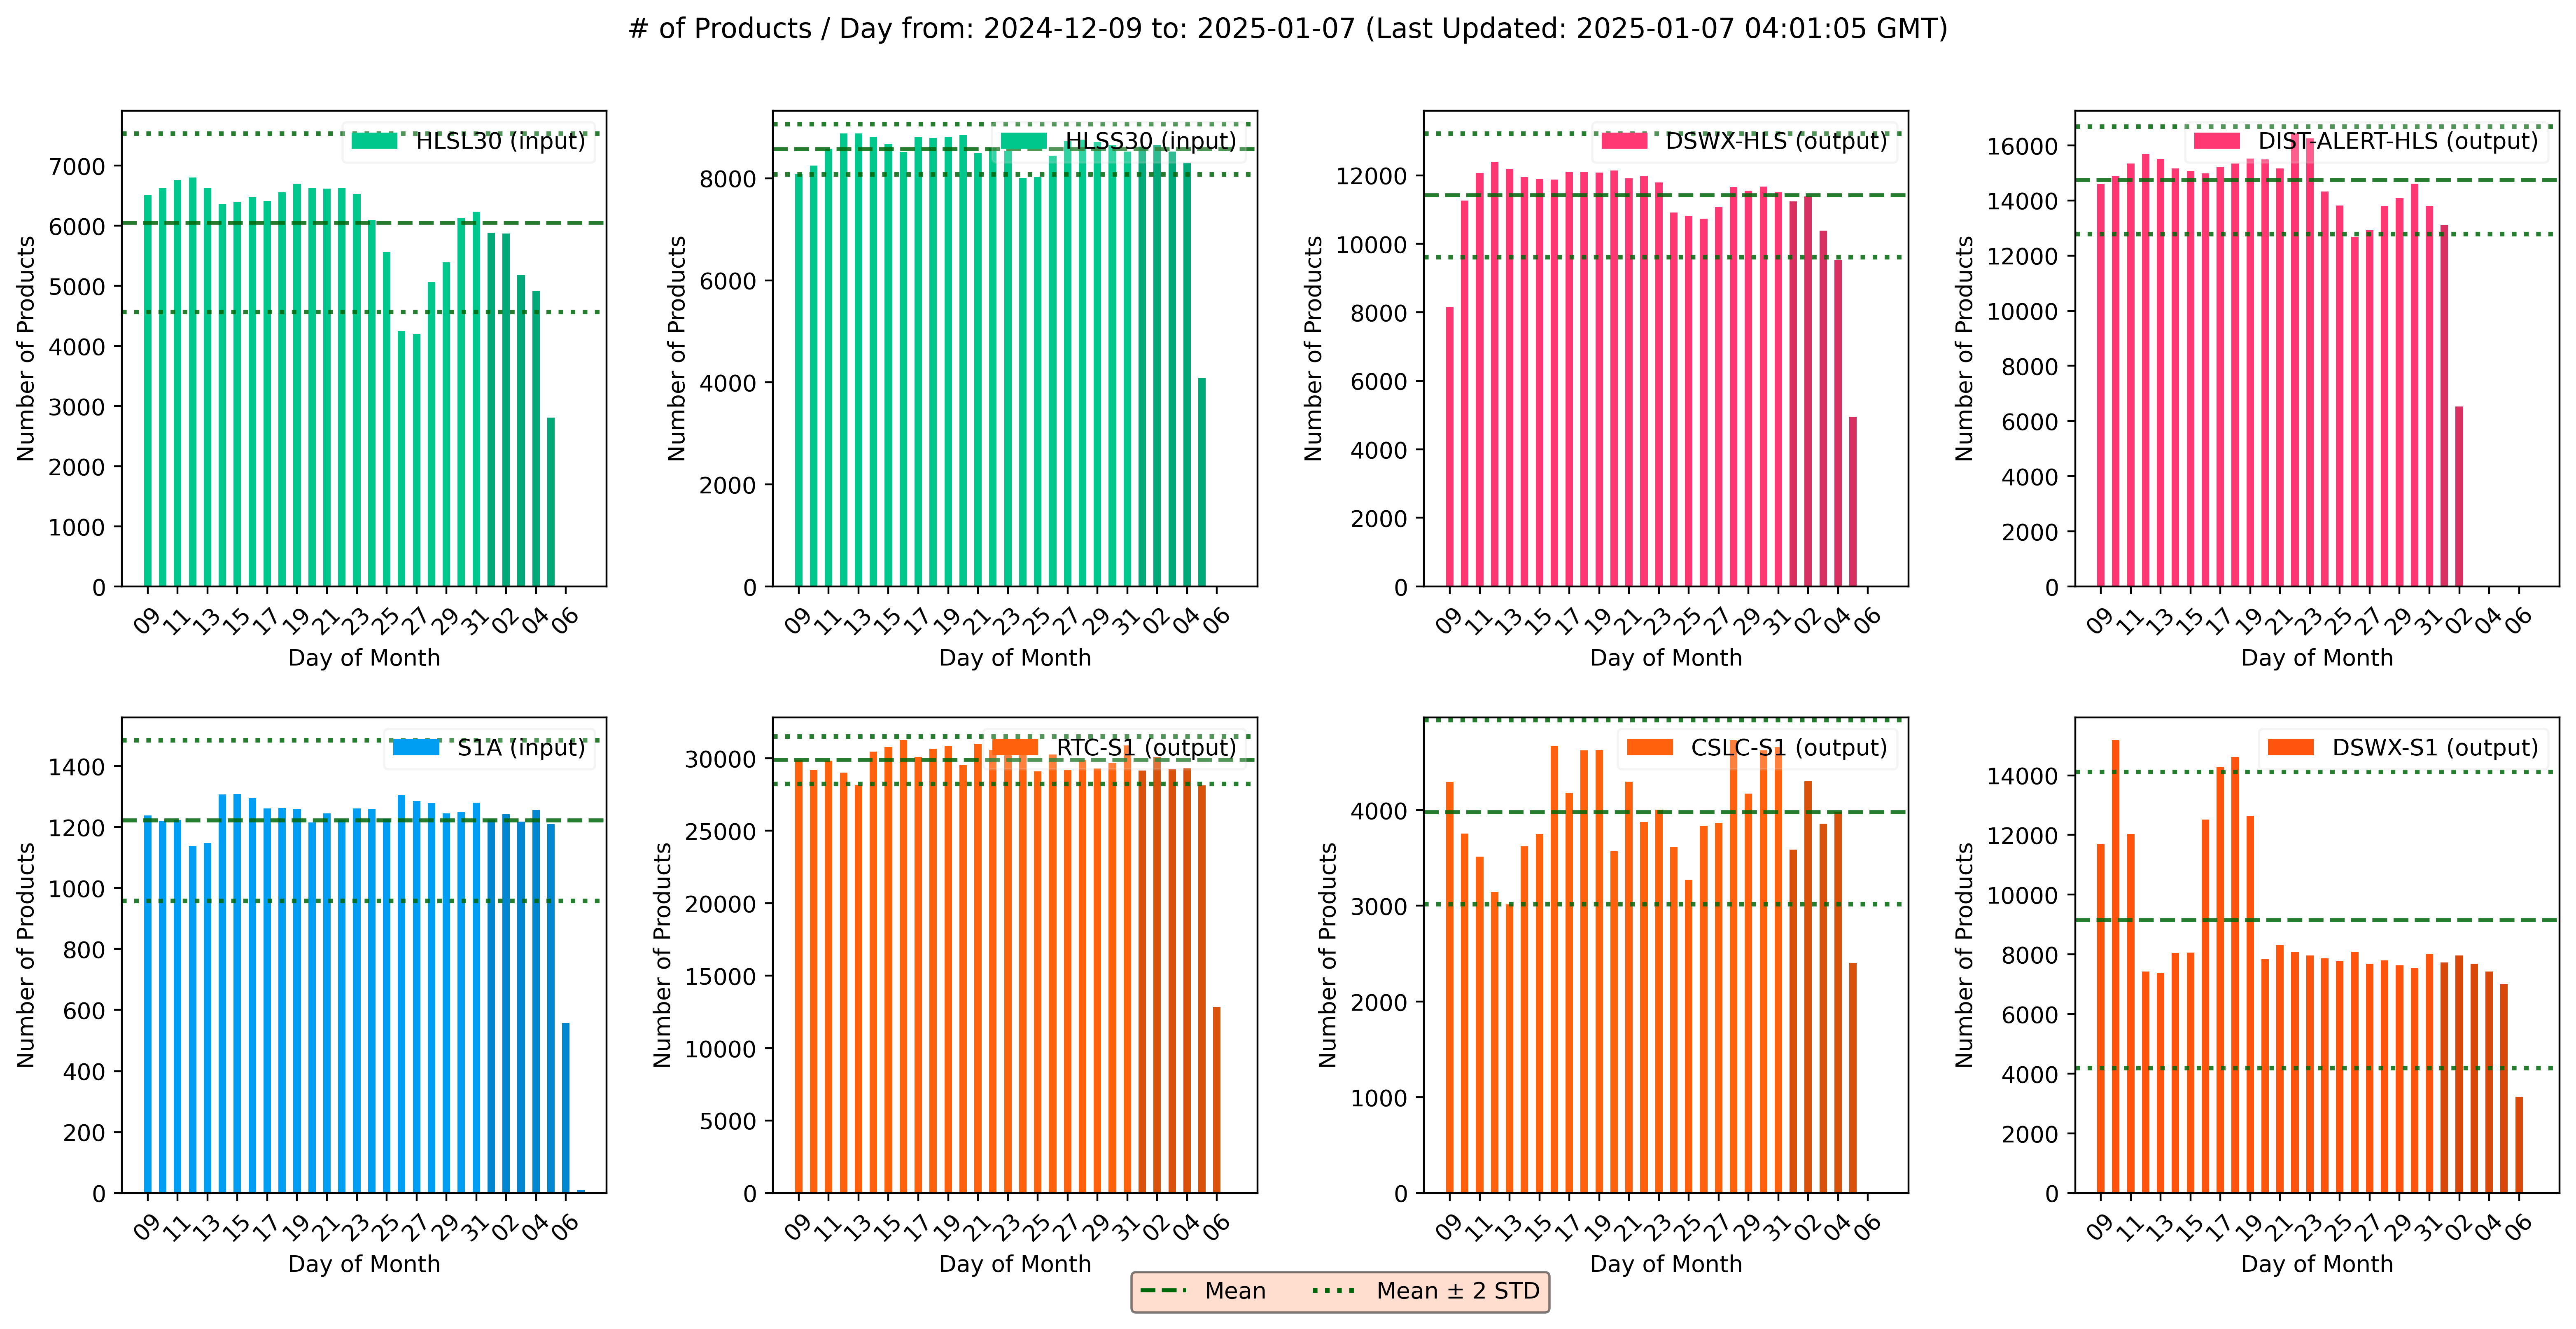 # of Products / Day from: 2024-12-09 to: 2025-01-07 (Last Updated: 2025-01-07 04:01:05 GMT)
HLSL30 (input)
Number of Products
7000
6000
5000
4000
3000
2000
1000
0
09 11 13 15 17 19 21 23 25 27 29 31 02 04 06
Day of Month
HLSS30 (input)
Number of Products
8000
6000
4000
2000
0
09 11 13 15 17 19 21 23 25 27 29 31 02 04 06
Day of Month
DSWX-HLS (output)
Number of Products
12000
10000
8000
6000
4000
2000
0
09 11 13 15 17 19 21 23 25 27 29 31 02 04 06
Day of Month
DIST-ALERT-HLS (output)
Number of Products
16000
14000
12000
10000
8000
6000
4000
2000
0
09 11 13 15 17 19 21 23 25 27 29 31 02 04 06
Day of Month
S1A (input)
Number of Products
1400
1200
1000
800
600
400
200
0
09 11 13 15 17 19 21 23 25 27 29 31 02 04 06
Day of Month
RTC-S1 (output)
Number of Products
30000
25000
20000
15000
10000
5000
0
09 11 13 15 17 19 21 23 25 27 29 31 02 04 06
Day of Month
CSLC-S1 (output)
Number of Products
4000
3000
2000
1000
0
09 11 13 15 17 19 21 23 25 27 29 31 02 04 06
Day of Month
DSWX-S1 (output)
Number of Products
14000
12000
10000
8000
6000
4000
2000
0
09 11 13 15 17 19 21 23 25 27 29 31 02 04 06
Day of Month
Mean
Mean ± 2 STD